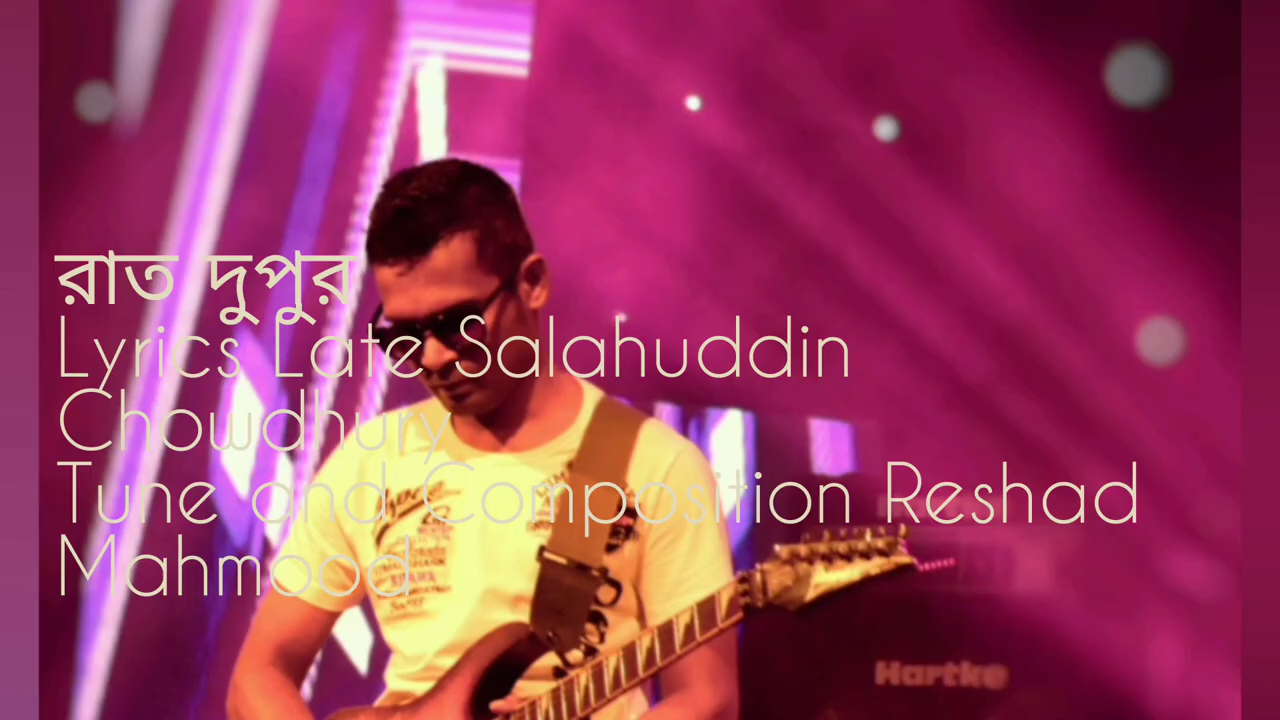 রাত দুপুর
Lyrics Late Salahuddin
Chowdhury
Tune and Composition Reshad
Mahmood
Hartke